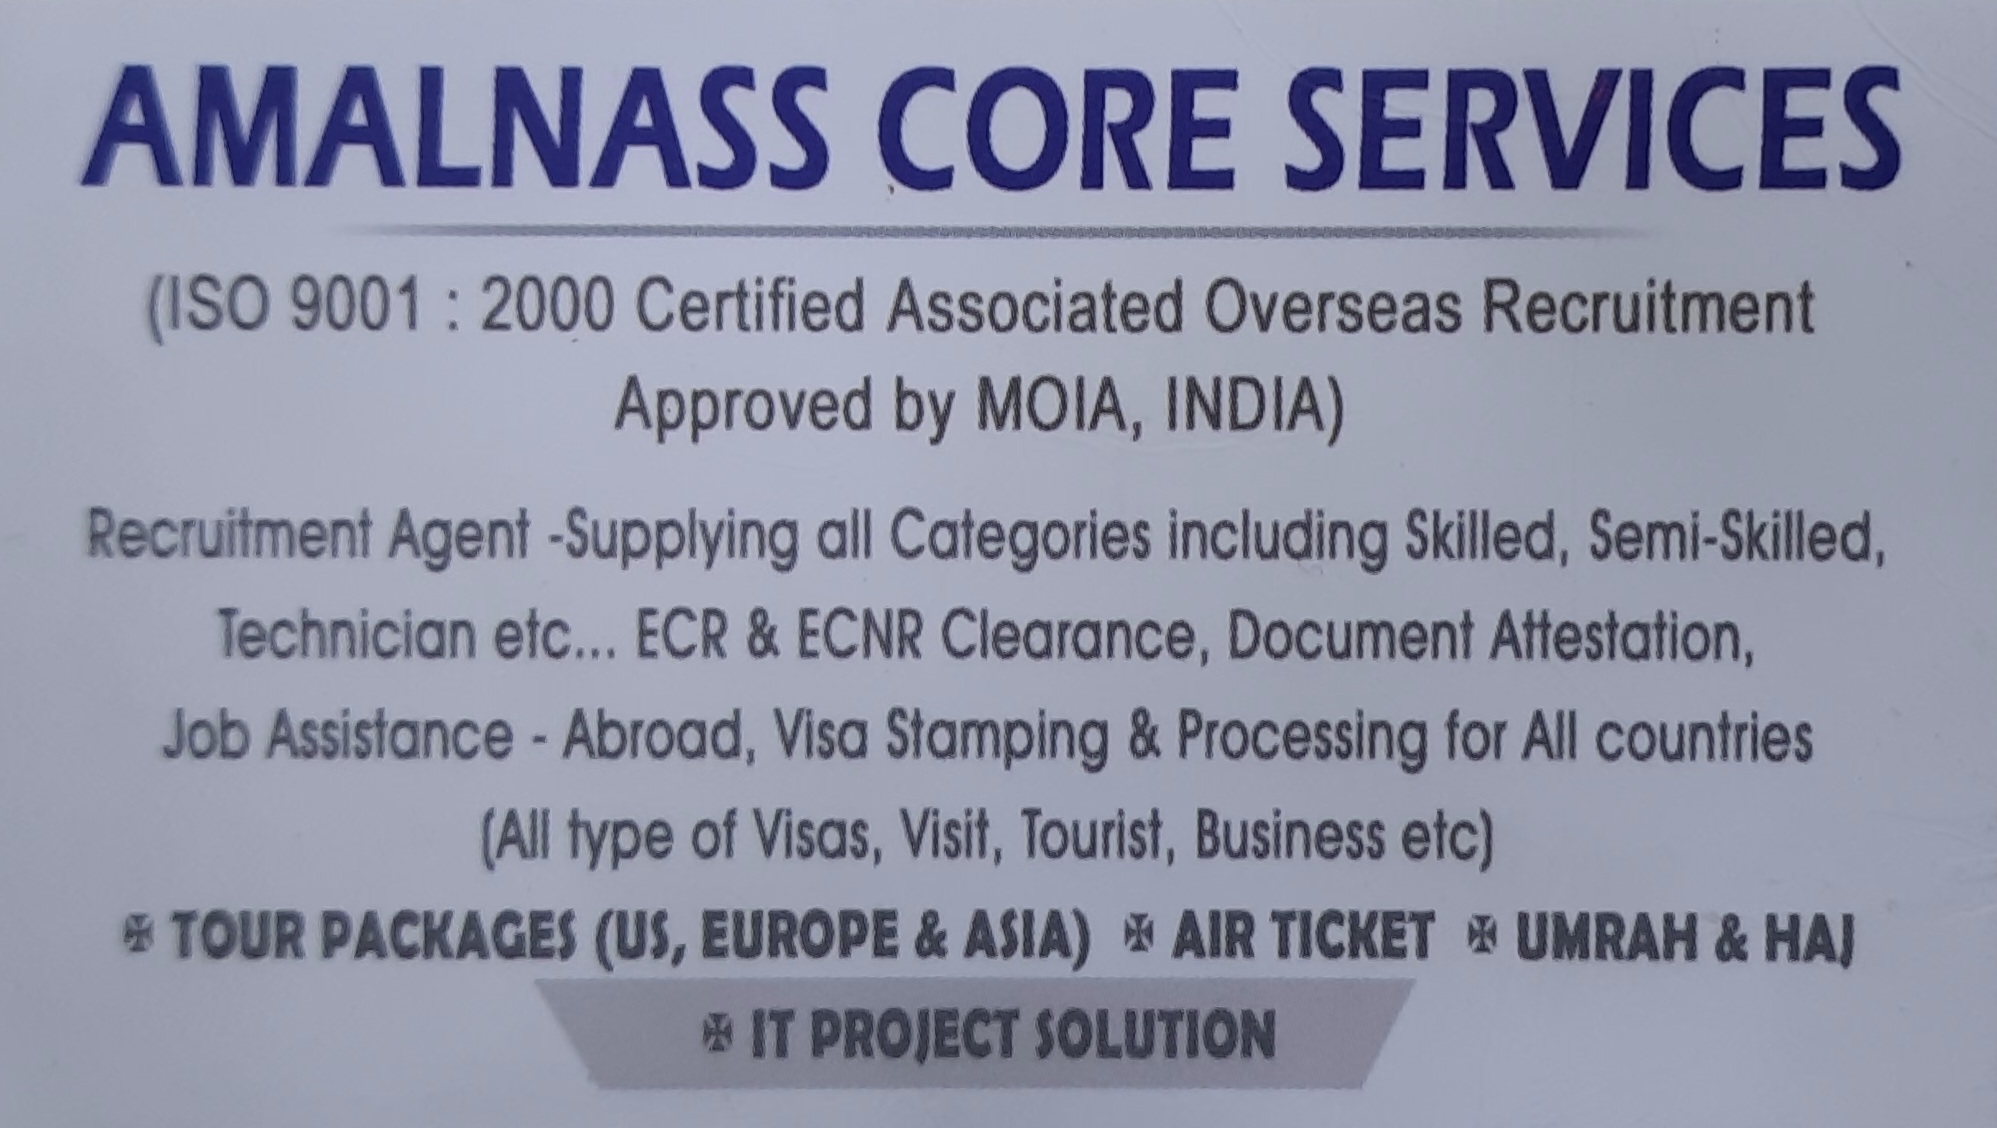 AMALNASS CORE SERVICES
(ISO 9001 : 2000 Certified Associated Overseas Recruitment
Approved by MOIA, INDIA)
Recruitment Agent -Supplying all Categories including Skilled, Semi-Skilled,
Technician etc... ECR & ECNR Clearance, Document Attestation,
Job Assistance - Abroad, Visa Stamping & Processing for All countries
(All type of Visas, Visit, Tourist, Business etc)
✠ TOUR PACKAGES (US, EUROPE & ASIA) ✠ AIR TICKET ✠ UMRAH & HAJ
✠ IT PROJECT SOLUTION